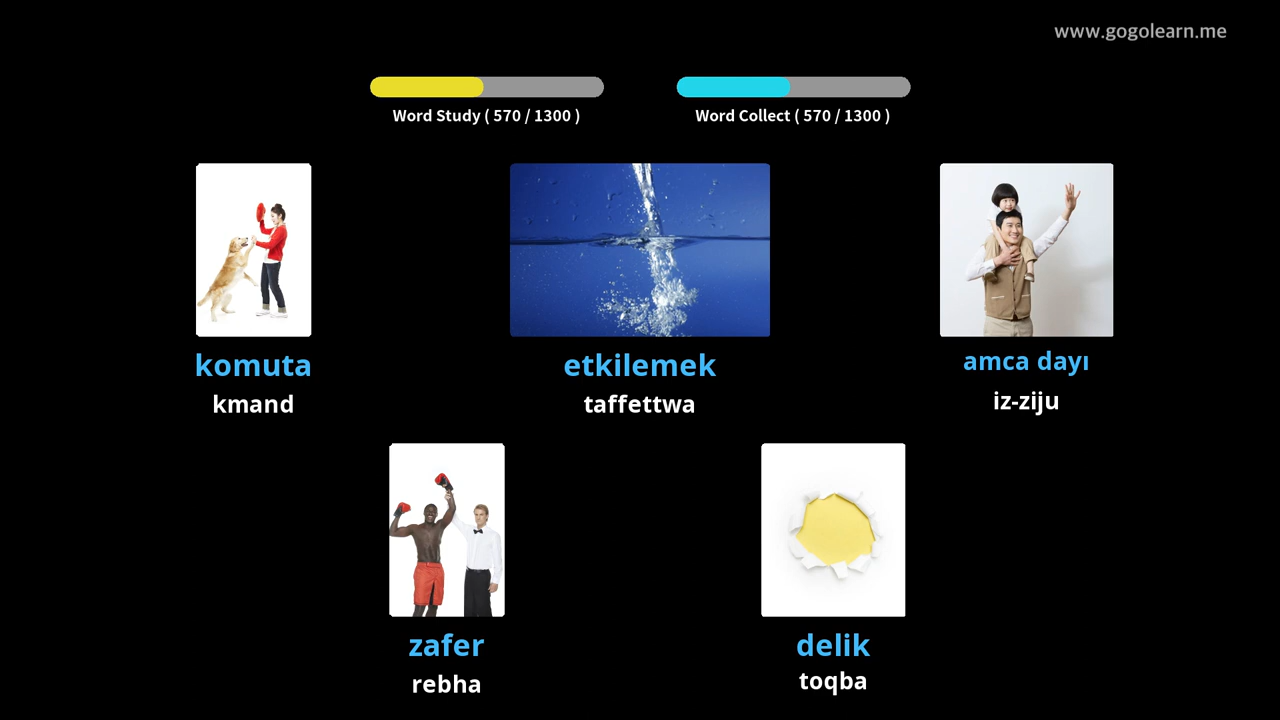 www.gogolearn.me
Word Study ( 570 / 1300 )
Word Collect ( 570 / 1300 )
komuta
kmand
etkilemek
taffettwa
amca dayı
iz-ziju
zafer
rebha
delik
toqba